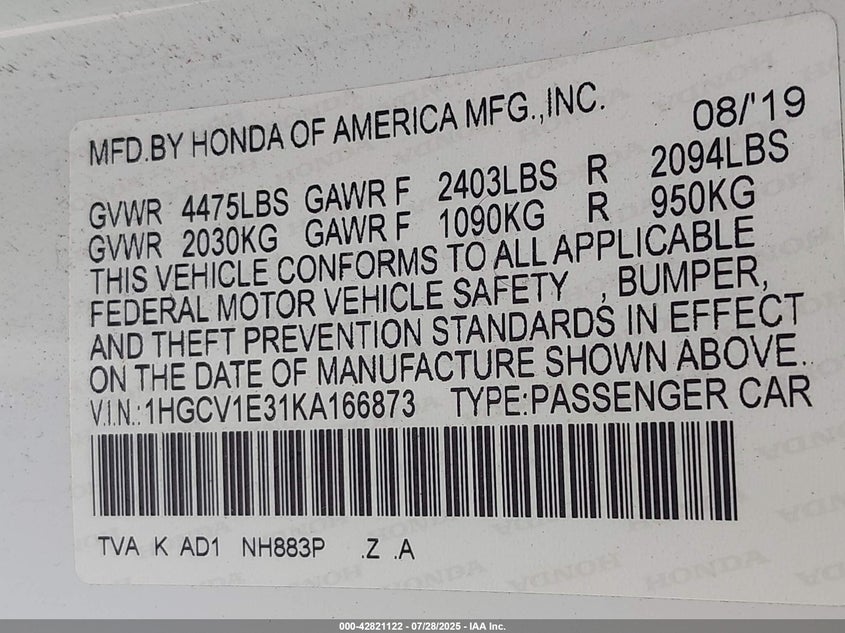 MFD.BY HONDA OF AMERICA MFG.,INC. 08/'19
GVWR 4475LBS GAWR F 2403LBS R 2094LBS
GVWR 2030KG GAWR F 1090KG R 950KG
THIS VEHICLE CONFORMS TO ALL APPLICABLE
FEDERAL MOTOR VEHICLE SAFETY , BUMPER,
AND THEFT PREVENTION STANDARDS IN EFFECT
ON THE DATE OF MANUFACTURE SHOWN ABOVE.
V.I.N.:1HGCV1E31KA166873 TYPE:PASSENGER CAR
TVA K AD1 NH883P .Z .A
000-42821122 - 07/28/2025 - IAA Inc.